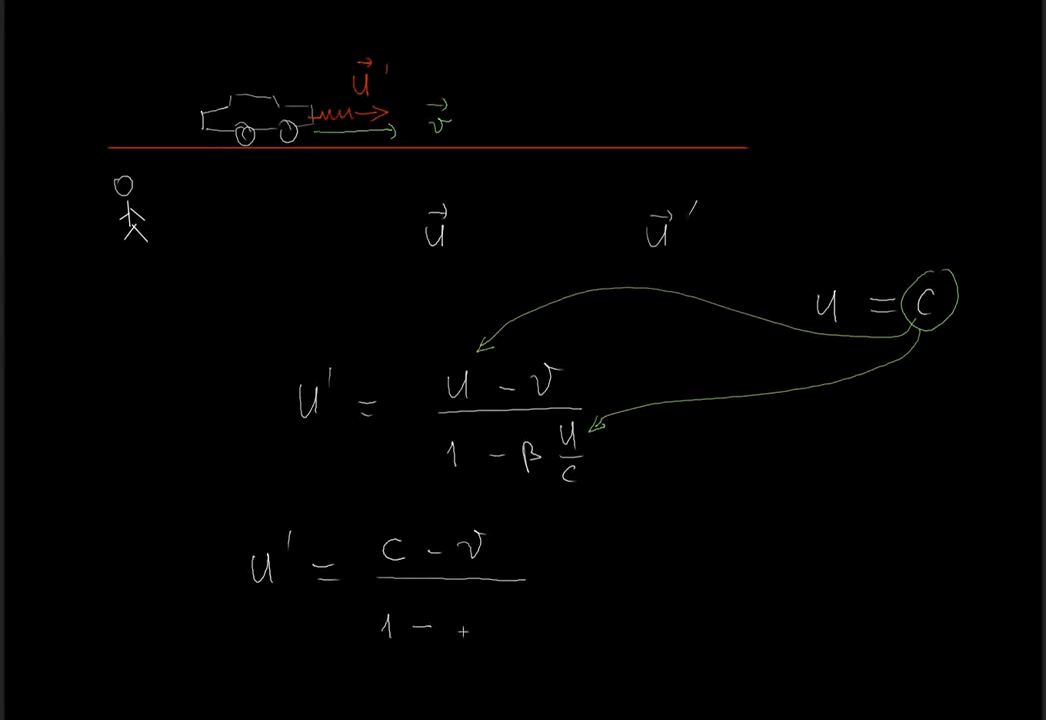 u⃗ '
v⃗
u⃗ u⃗ '
u = c
u' = (u - v) / (1 - β u/c)
u' = (c - v) / (1 -